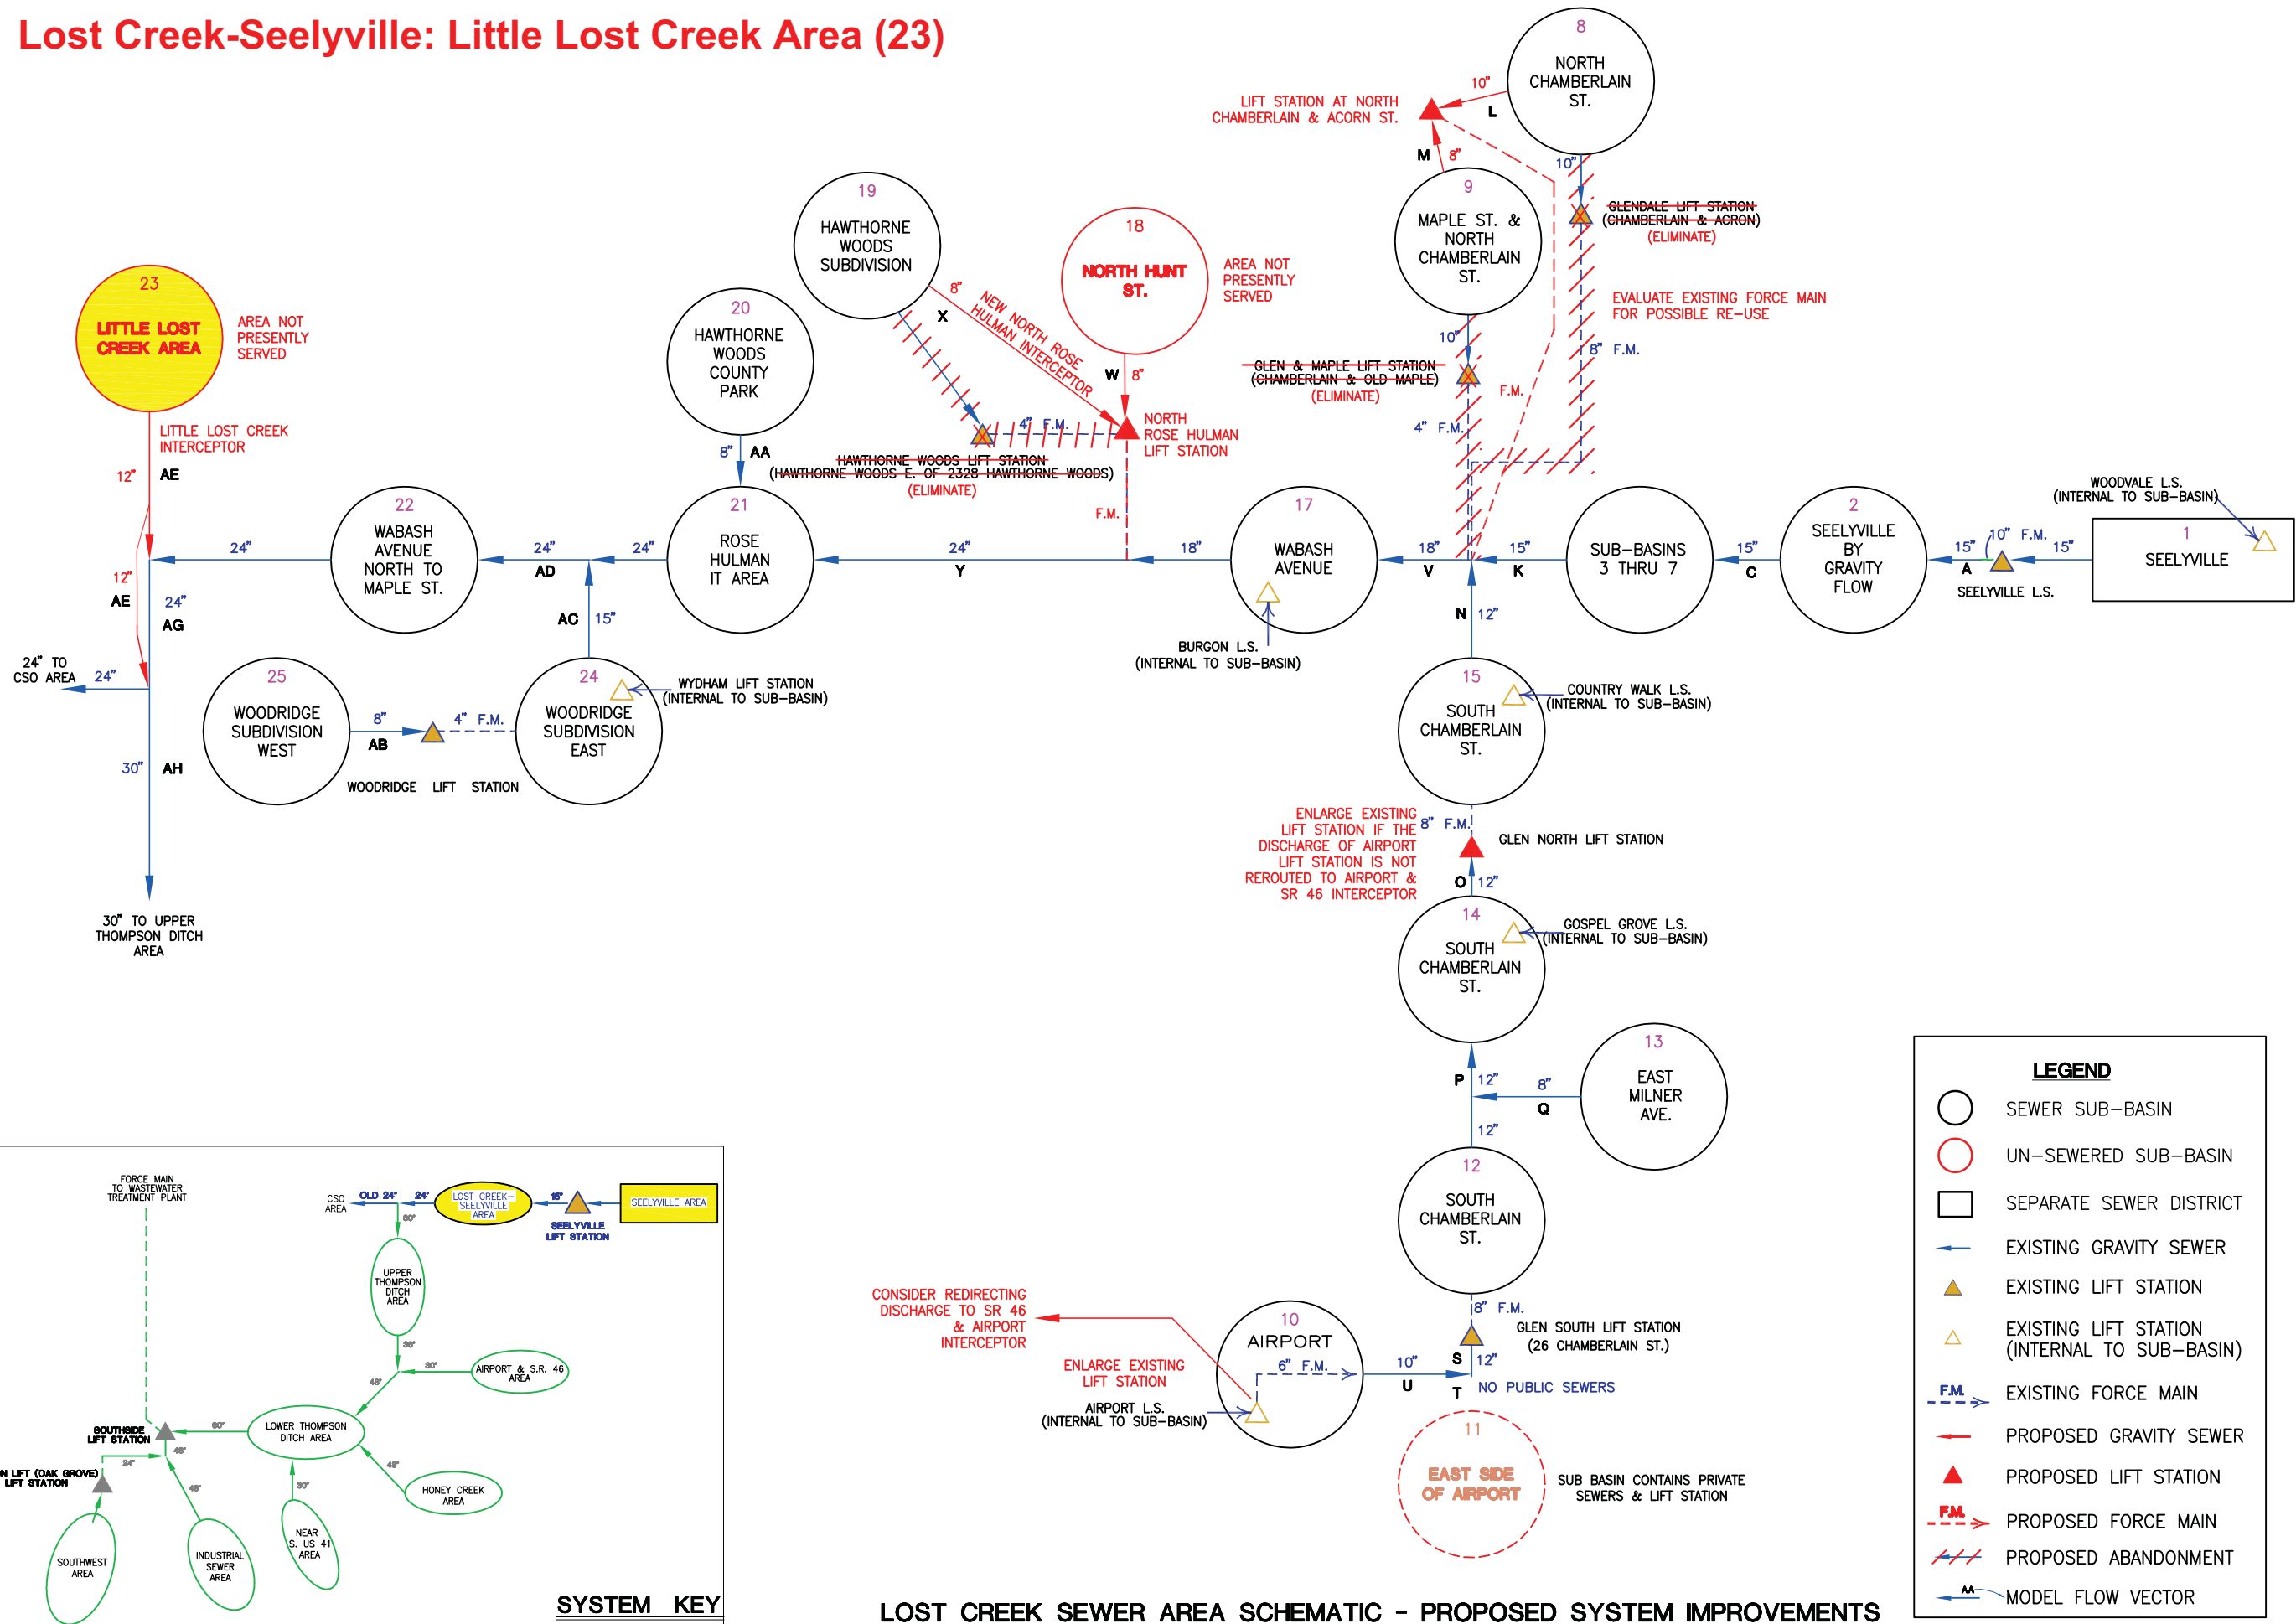 Lost Creek-Seelyville: Little Lost Creek Area (23)
8
NORTH
CHAMBERLAIN
ST.
10"
L
LIFT STATION AT NORTH
CHAMBERLAIN & ACORN ST.
M
8"
10"
GLENDALE LIFT STATION
(CHAMBERLAIN & ACRON)
(ELIMINATE)
9
MAPLE ST. &
NORTH
CHAMBERLAIN
ST.
EVALUATE EXISTING FORCE MAIN
FOR POSSIBLE RE-USE
8" F.M.
F.M.
10"
GLEN & MAPLE LIFT STATION
(CHAMBERLAIN & OLD MAPLE)
(ELIMINATE)
4" F.M.
19
HAWTHORNE
WOODS
SUBDIVISION
18
NORTH HUNT
ST.
AREA NOT
PRESENTLY
SERVED
8"
X
NEW NORTH ROSE
HULMAN INTERCEPTOR
W
8"
NORTH
ROSE HULMAN
LIFT STATION
4" F.M.
HAWTHORNE WOODS LIFT STATION
(HAWTHORNE WOODS E. OF 2328 HAWTHORNE WOODS)
(ELIMINATE)
F.M.
20
HAWTHORNE
WOODS
COUNTY
PARK
8"
AA
23
LITTLE LOST
CREEK AREA
AREA NOT
PRESENTLY
SERVED
LITTLE LOST CREEK
INTERCEPTOR
12"
AE
22
WABASH
AVENUE
NORTH TO
MAPLE ST.
24"
24"
AD
24"
21
ROSE
HULMAN
IT AREA
24"
Y
18"
17
WABASH
AVENUE
BURGON L.S.
(INTERNAL TO SUB-BASIN)
18"
V
15"
K
SUB-BASINS
3 THRU 7
15"
C
2
SEELYVILLE
BY
GRAVITY
FLOW
15"
A
10" F.M.
15"
SEELYVILLE L.S.
1
SEELYVILLE
WOODVALE L.S.
(INTERNAL TO SUB-BASIN)
12"
AE
24"
AG
24" TO
CSO AREA
24"
30"
AH
30" TO UPPER
THOMPSON DITCH
AREA
25
WOODRIDGE
SUBDIVISION
WEST
8"
AB
4" F.M.
WOODRIDGE LIFT STATION
24
WOODRIDGE
SUBDIVISION
EAST
AC
15"
WYDHAM LIFT STATION
(INTERNAL TO SUB-BASIN)
N
12"
15
SOUTH
CHAMBERLAIN
ST.
COUNTRY WALK L.S.
(INTERNAL TO SUB-BASIN)
ENLARGE EXISTING
LIFT STATION IF THE
DISCHARGE OF AIRPORT
LIFT STATION IS NOT
REROUTED TO AIRPORT &
SR 46 INTERCEPTOR
8" F.M.
GLEN NORTH LIFT STATION
O
12"
14
SOUTH
CHAMBERLAIN
ST.
GOSPEL GROVE L.S.
(INTERNAL TO SUB-BASIN)
P
12"
8"
Q
12"
13
EAST
MILNER
AVE.
12
SOUTH
CHAMBERLAIN
ST.
8" F.M.
GLEN SOUTH LIFT STATION
(26 CHAMBERLAIN ST.)
S
12"
T
NO PUBLIC SEWERS
10
AIRPORT
6" F.M.
10"
U
CONSIDER REDIRECTING
DISCHARGE TO SR 46
& AIRPORT
INTERCEPTOR
ENLARGE EXISTING
LIFT STATION
AIRPORT L.S.
(INTERNAL TO SUB-BASIN)
11
EAST SIDE
OF AIRPORT
SUB BASIN CONTAINS PRIVATE
SEWERS & LIFT STATION
LEGEND
SEWER SUB-BASIN
UN-SEWERED SUB-BASIN
SEPARATE SEWER DISTRICT
EXISTING GRAVITY SEWER
EXISTING LIFT STATION
EXISTING LIFT STATION
(INTERNAL TO SUB-BASIN)
F.M.
EXISTING FORCE MAIN
PROPOSED GRAVITY SEWER
PROPOSED LIFT STATION
F.M.
PROPOSED FORCE MAIN
PROPOSED ABANDONMENT
AA
MODEL FLOW VECTOR
FORCE MAIN
TO WASTEWATER
TREATMENT PLANT
CSO
AREA
OLD 24"
24"
LOST CREEK-
SEELYVILLE
AREA
15"
SEELYVILLE
LIFT STATION
SEELYVILLE AREA
30"
UPPER
THOMPSON
DITCH
AREA
36"
30"
AIRPORT & S.R. 46
AREA
48"
LOWER THOMPSON
DITCH AREA
60"
SOUTHSIDE
LIFT STATION
48"
24"
N LIFT (OAK GROVE)
LIFT STATION
48"
30"
48"
HONEY CREEK
AREA
NEAR
S. US 41
AREA
INDUSTRIAL
SEWER
AREA
SOUTHWEST
AREA
SYSTEM KEY
LOST CREEK SEWER AREA SCHEMATIC - PROPOSED SYSTEM IMPROVEMENTS